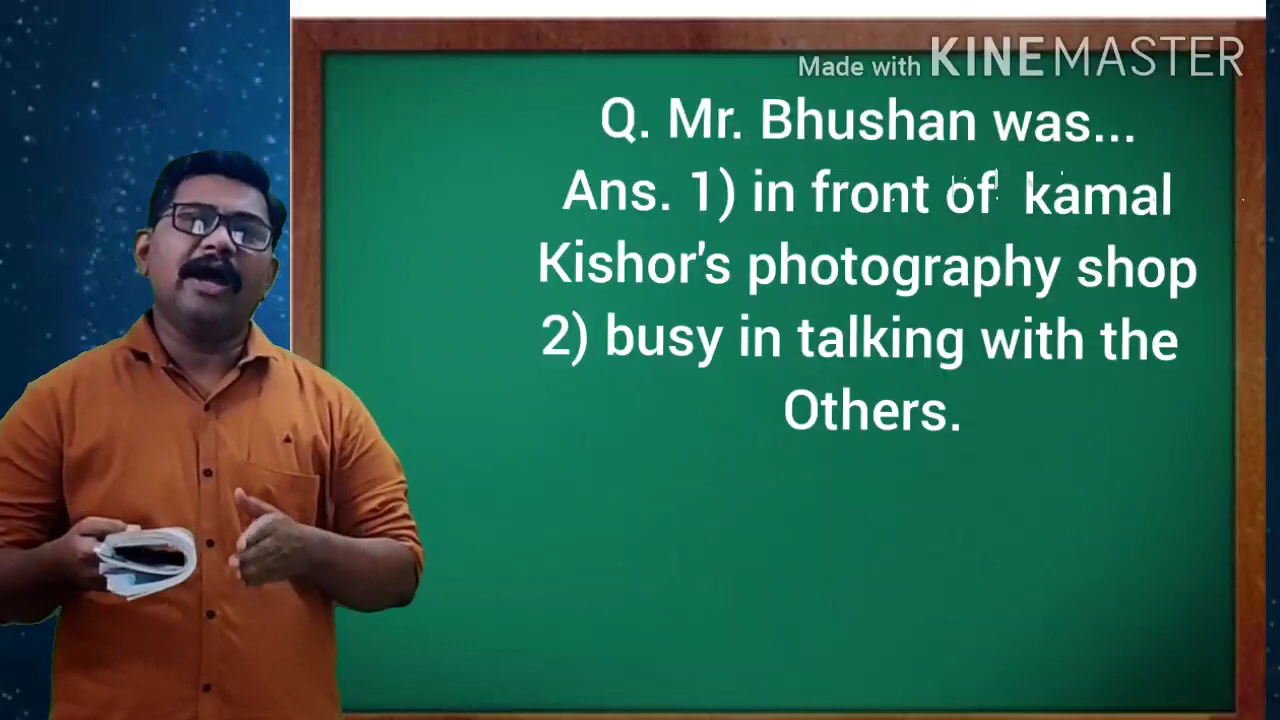 Made with KINEMASTER
Q. Mr. Bhushan was...
Ans. 1) in front of kamal
Kishor's photography shop
2) busy in talking with the
Others.